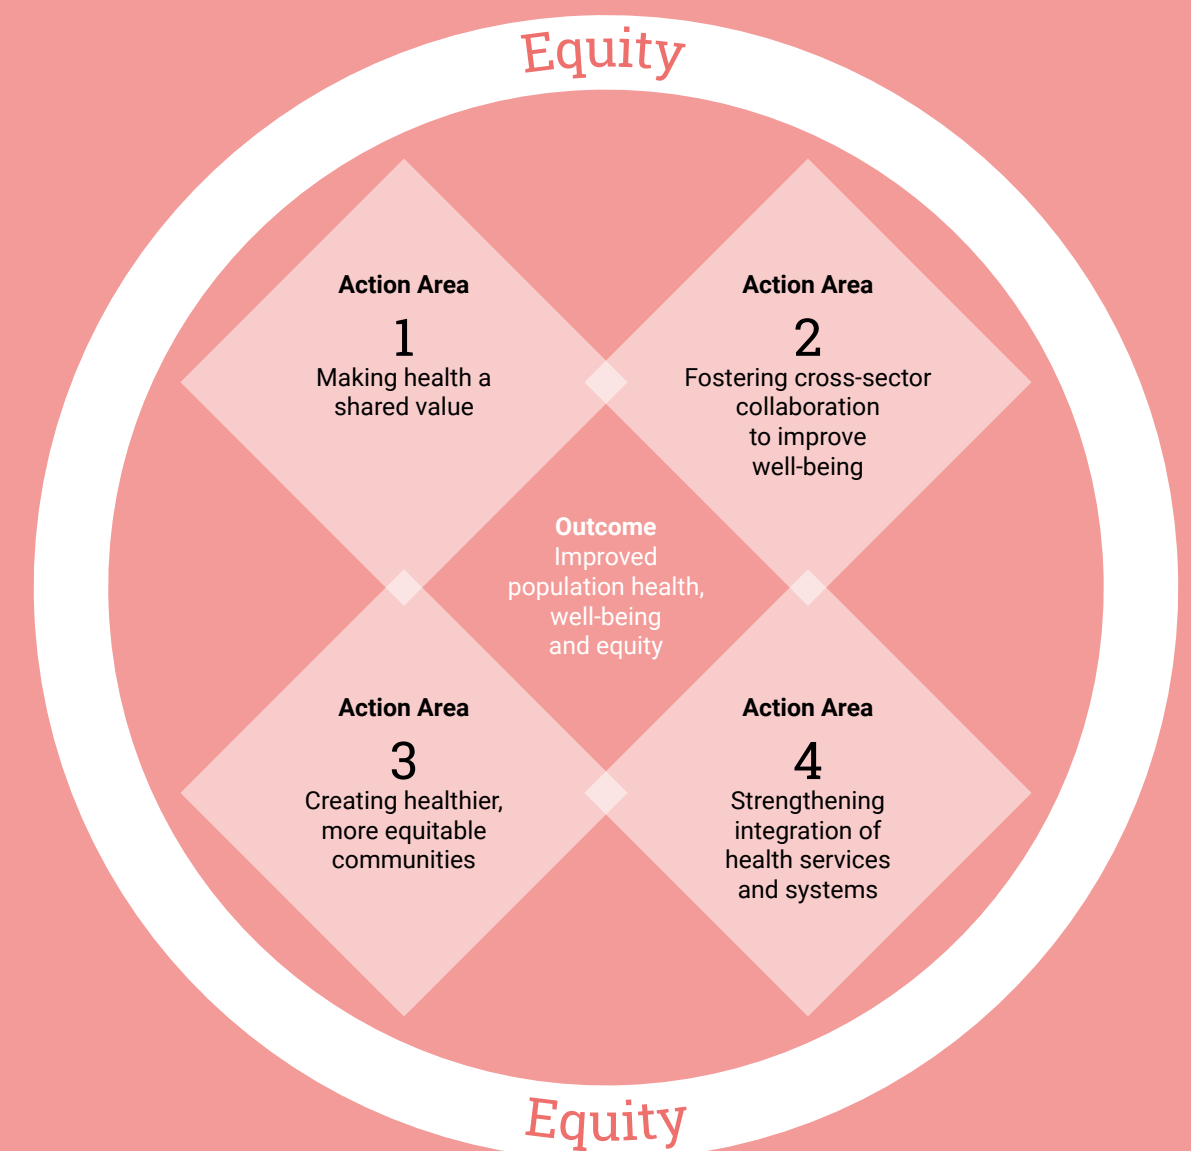 Equity
Action Area
1
Making health a
shared value
Action Area
2
Fostering cross-sector
collaboration
to improve
well-being
Outcome
Improved
population health,
well-being
and equity
Action Area
3
Creating healthier,
more equitable
communities
Action Area
4
Strengthening
integration of
health services
and systems
Equity